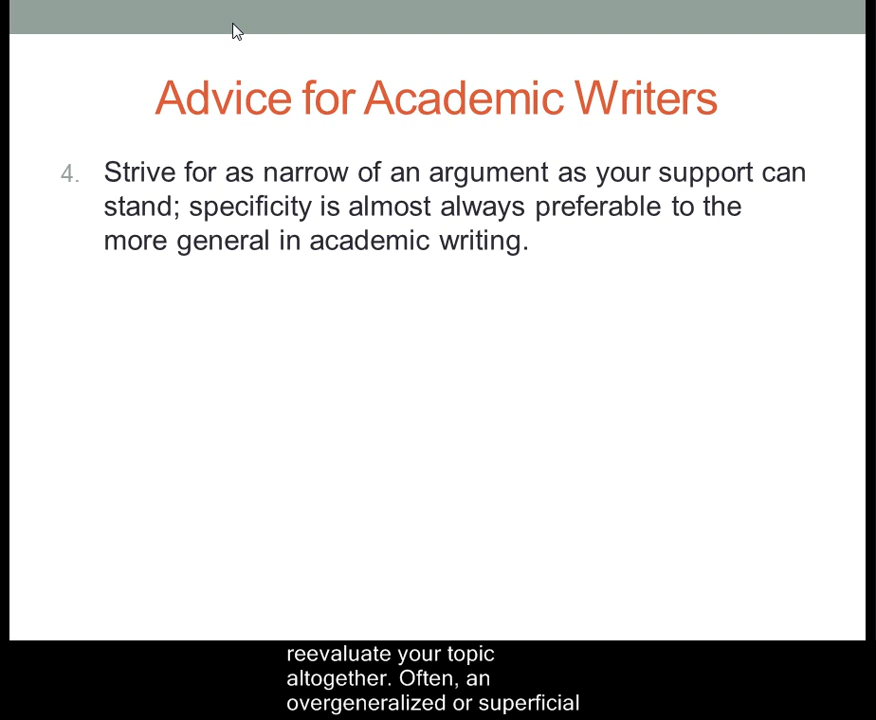 Advice for Academic Writers
4. Strive for as narrow of an argument as your support can
stand; specificity is almost always preferable to the
more general in academic writing.
reevaluate your topic
altogether. Often, an
overgeneralized or superficial